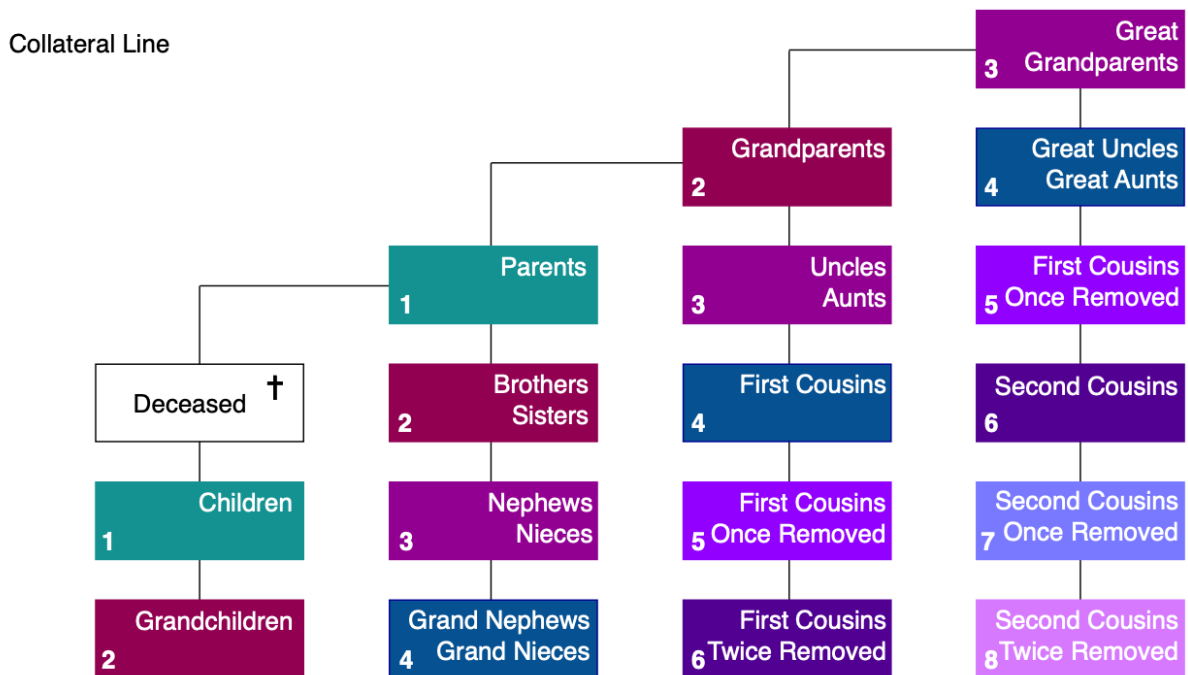 Collateral Line
Great
Grandparents
3
Grandparents
2
Great Uncles
Great Aunts
4
Parents
1
Uncles
Aunts
3
First Cousins
Once Removed
5
Deceased †
Brothers
Sisters
2
First Cousins
4
Second Cousins
6
Children
1
Nephews
Nieces
3
First Cousins
Once Removed
5
Second Cousins
Once Removed
7
Grandchildren
2
Grand Nephews
Grand Nieces
4
First Cousins
Twice Removed
6
Second Cousins
Twice Removed
8